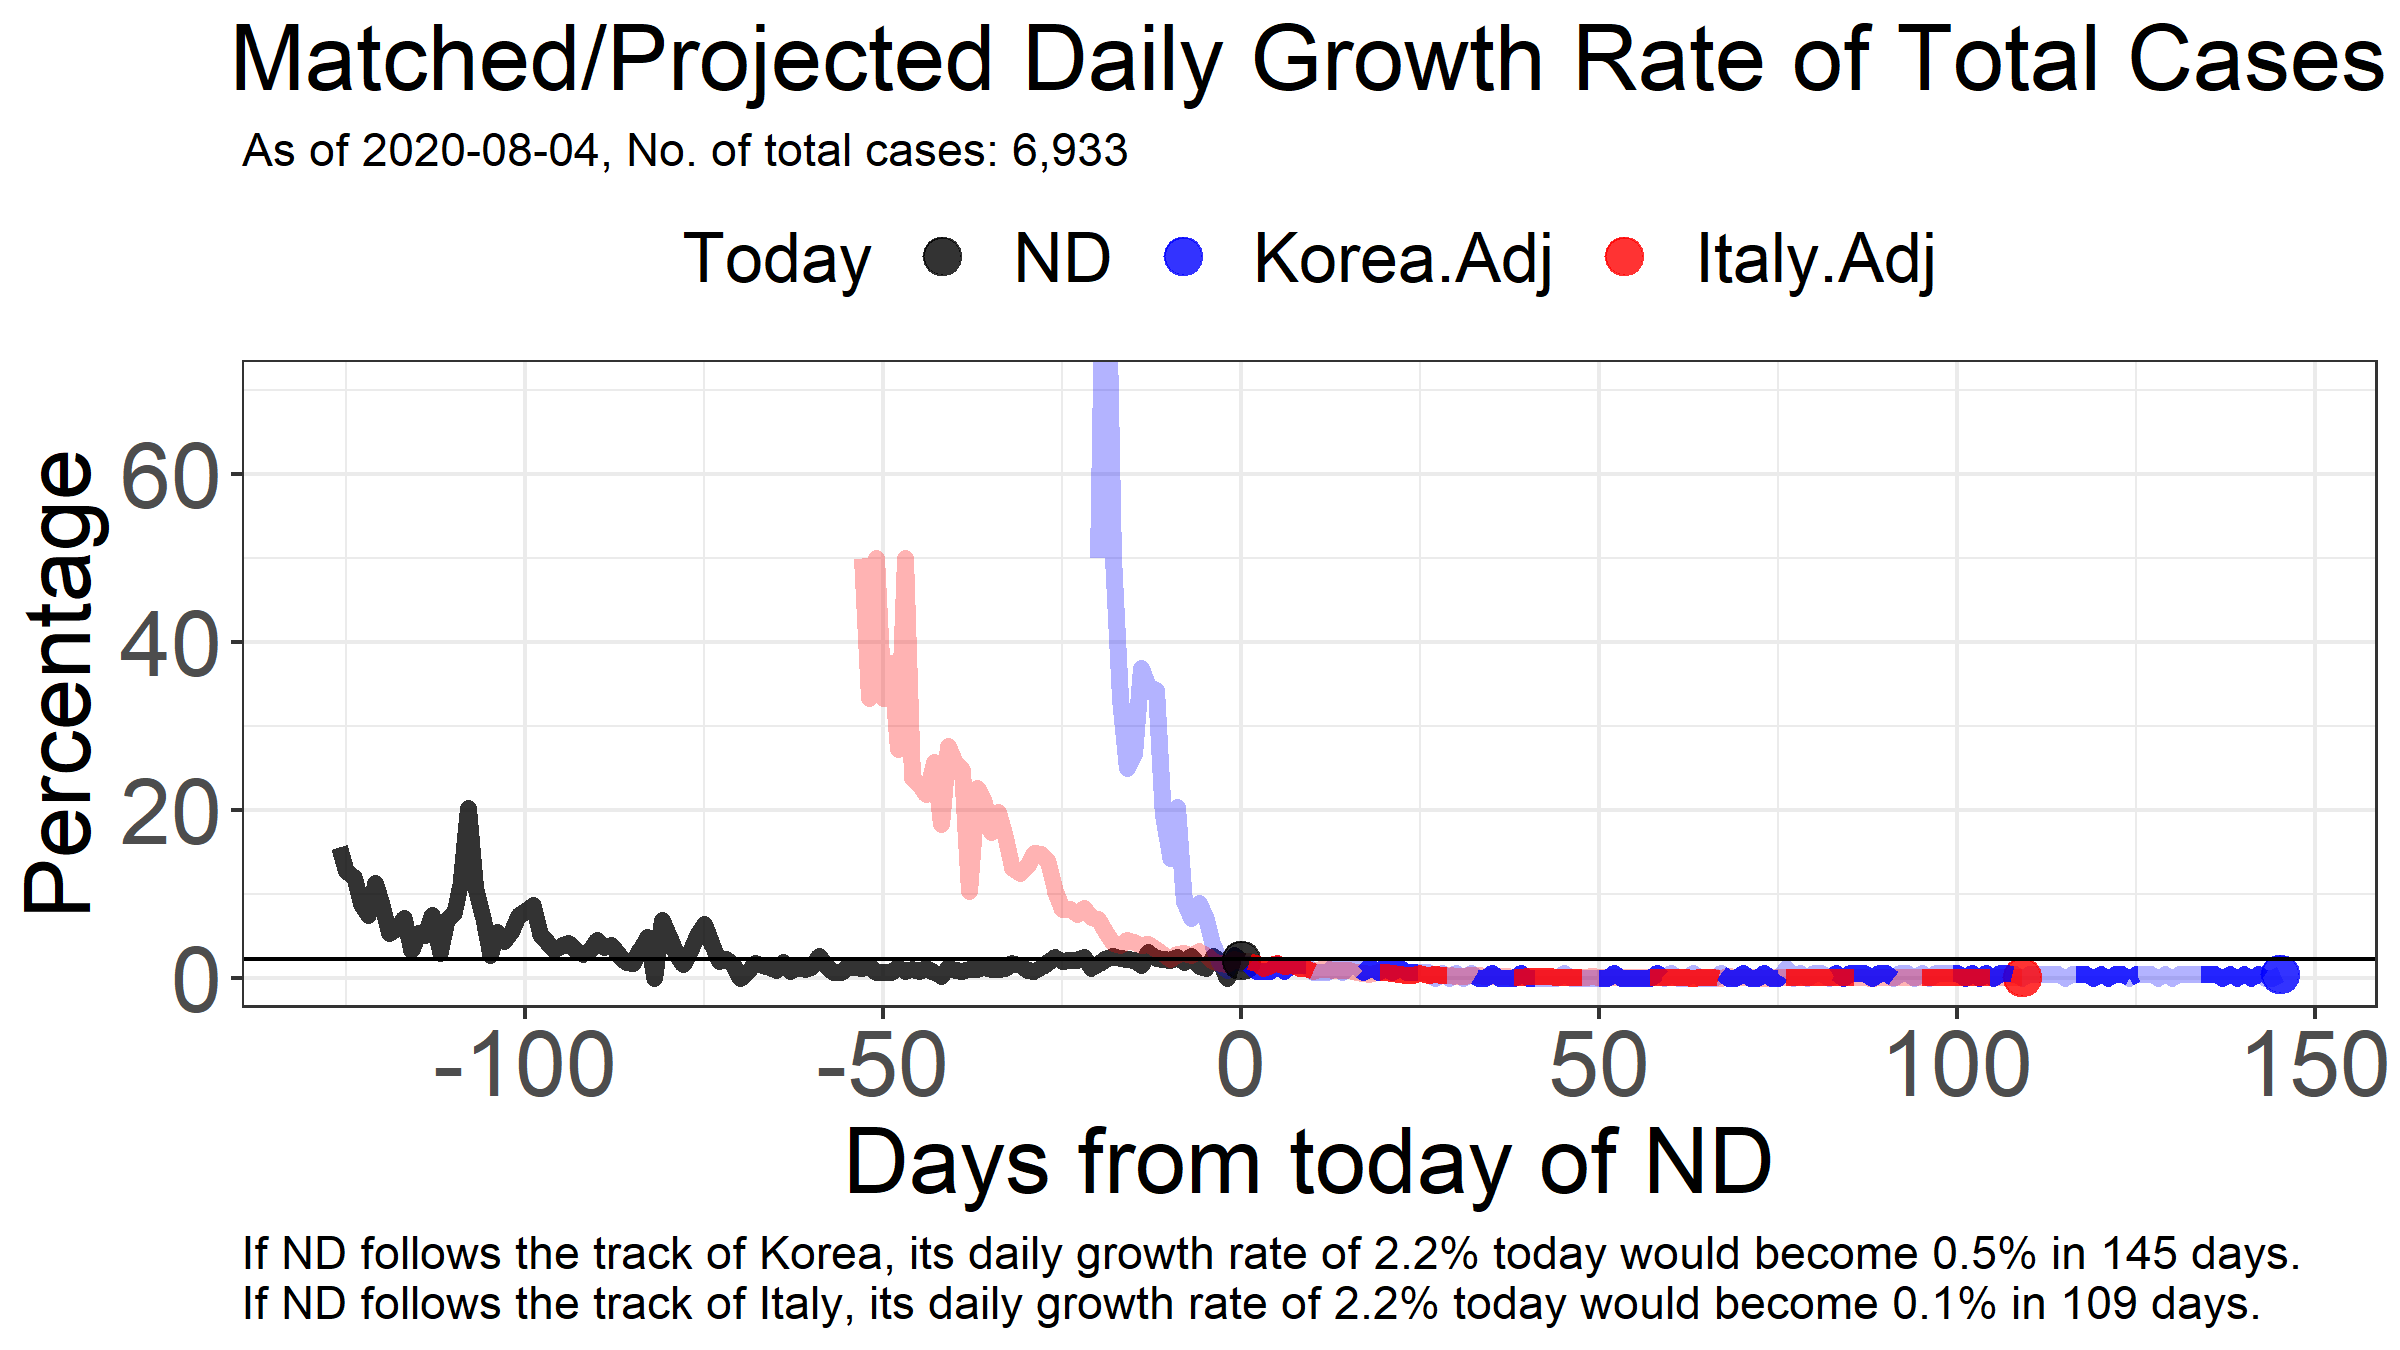 Matched/Projected Daily Growth Rate of Total Cases
As of 2020-08-04, No. of total cases: 6,933
Today ND Korea.Adj Italy.Adj
Percentage
60
40
20
0
-100 -50 0 50 100 150
Days from today of ND
If ND follows the track of Korea, its daily growth rate of 2.2% today would become 0.5% in 145 days.
If ND follows the track of Italy, its daily growth rate of 2.2% today would become 0.1% in 109 days.